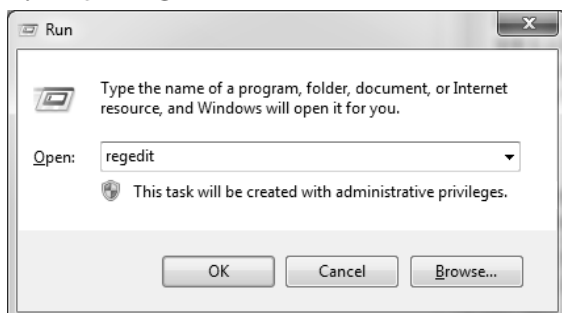 Run
Type the name of a program, folder, document, or Internet
resource, and Windows will open it for you.
Open:
regedit
This task will be created with administrative privileges.
OK
Cancel
Browse...